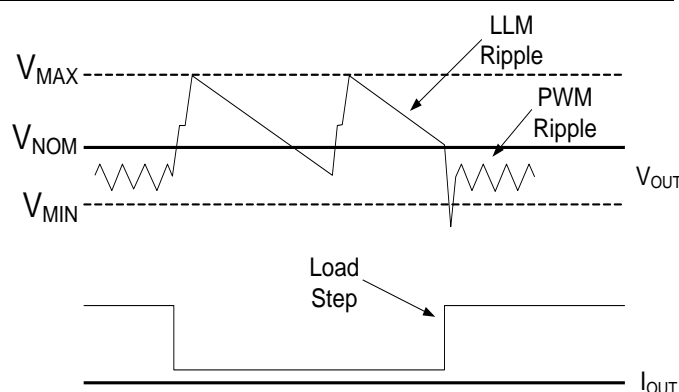 LLM
Ripple
VMAX
PWM
Ripple
VNOM
VOUT
VMIN
Load
Step
IOUT